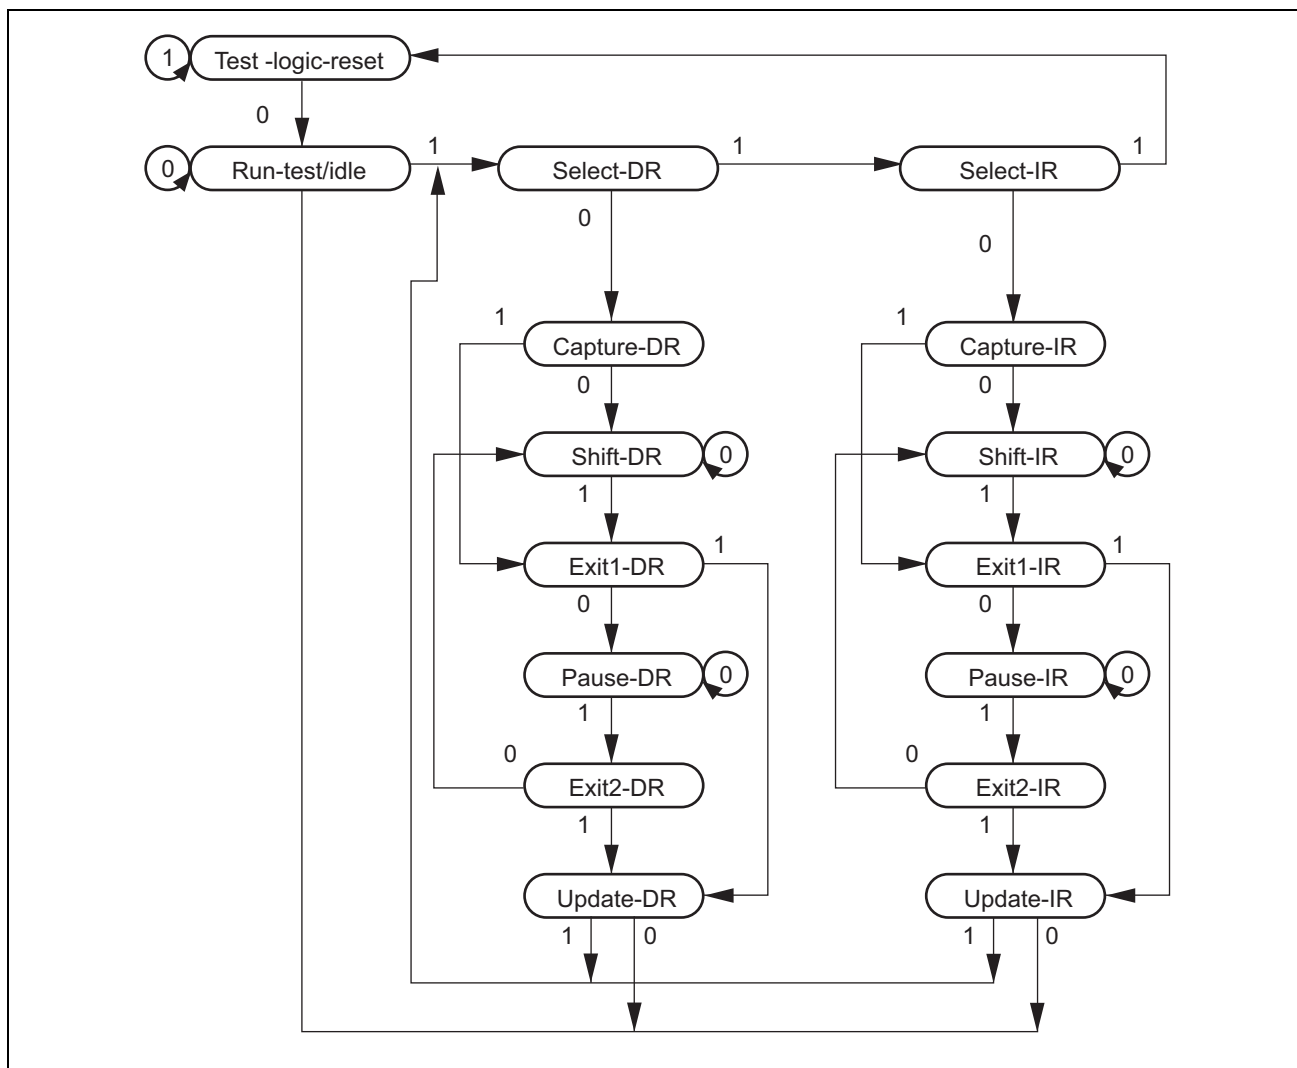 1 Test -logic-reset
0
0 Run-test/idle 1 Select-DR 1 Select-IR 1
0 0
1 Capture-DR 1 Capture-IR
0 0
Shift-DR 0 Shift-IR 0
1 1
Exit1-DR 1 Exit1-IR 1
0 0
Pause-DR 0 Pause-IR 0
1 1
0 Exit2-DR 0 Exit2-IR
1 1
Update-DR Update-IR
1 0 1 0